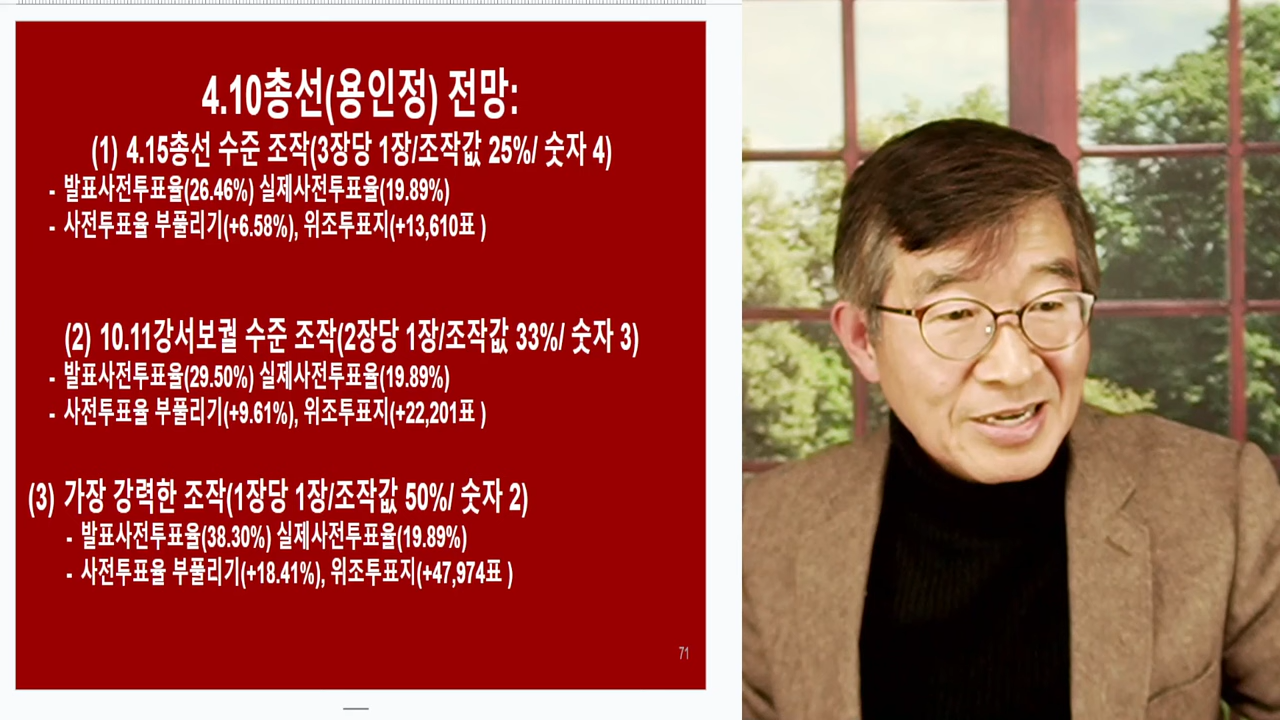 4.10총선(용인정) 전망:
(1) 4.15총선 수준 조작(3장당 1장/조작값 25%/ 숫자 4)
- 발표사전투표율(26.46%) 실제사전투표율(19.89%)
- 사전투표율 부풀리기(+6.58%), 위조투표지(+13,610표 )
(2) 10.11강서보궐 수준 조작(2장당 1장/조작값 33%/ 숫자 3)
- 발표사전투표율(29.50%) 실제사전투표율(19.89%)
- 사전투표율 부풀리기(+9.61%), 위조투표지(+22,201표 )
(3) 가장 강력한 조작(1장당 1장/조작값 50%/ 숫자 2)
- 발표사전투표율(38.30%) 실제사전투표율(19.89%)
- 사전투표율 부풀리기(+18.41%), 위조투표지(+47,974표 )
71